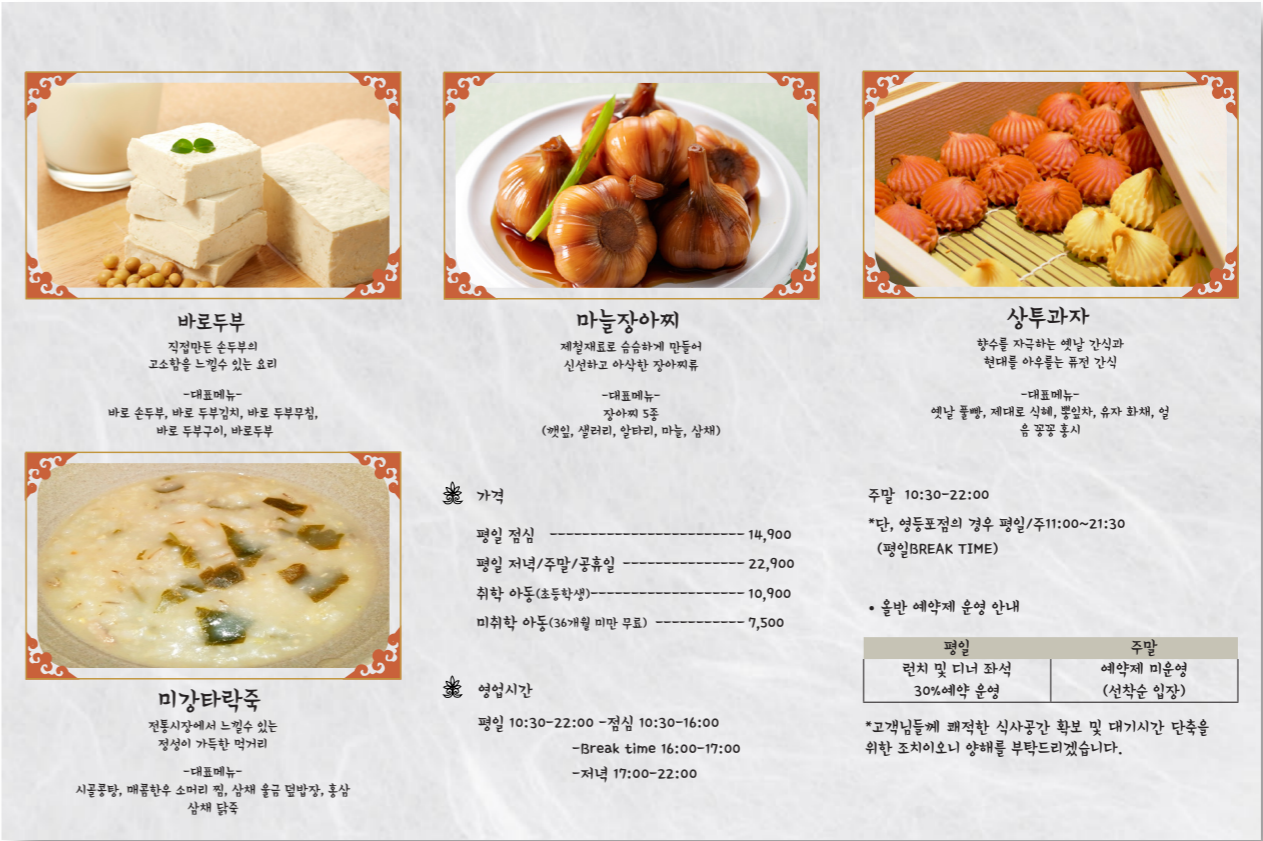 바로두부
직접만든 손두부의
고소함을 느낄수 있는 요리
-대표메뉴-
바로 손두부, 바로 두부김치, 바로 두부무침,
바로 두부구이, 바로두부
마늘장아찌
제철재료로 슴슴하게 만들어
신선하고 아삭한 장아찌류
-대표메뉴-
장아찌 5종
(깻잎, 샐러리, 알타리, 마늘, 삼채)
상투과자
향수를 자극하는 옛날 간식과
현대를 아우르는 퓨전 간식
-대표메뉴-
옛날 풀빵, 제대로 식혜, 뽕잎차, 유자 화채, 얼
음 꽁꽁 홍시
미강타락죽
전통시장에서 느낄수 있는
정성이 가득한 먹거리
-대표메뉴-
시골콩탕, 매콤한우 소머리 찜, 삼채 울금 덮밥장, 홍삼
삼채 닭죽
가격
평일 점심 ------------------------ 14,900
평일 저녁/주말/공휴일 --------------- 22,900
취학 아동(초등학생)------------------- 10,900
미취학 아동(36개월 미만 무료) ----------- 7,500
영업시간
평일 10:30-22:00 -점심 10:30-16:00
-Break time 16:00-17:00
-저녁 17:00-22:00
주말 10:30-22:00
*단, 영등포점의 경우 평일/주11:00~21:30
(평일BREAK TIME)
• 올반 예약제 운영 안내
평일 주말
런치 및 디너 좌석 예약제 미운영
30%예약 운영 (선착순 입장)
*고객님들께 쾌적한 식사공간 확보 및 대기시간 단축을
위한 조치이오니 양해를 부탁드리겠습니다.